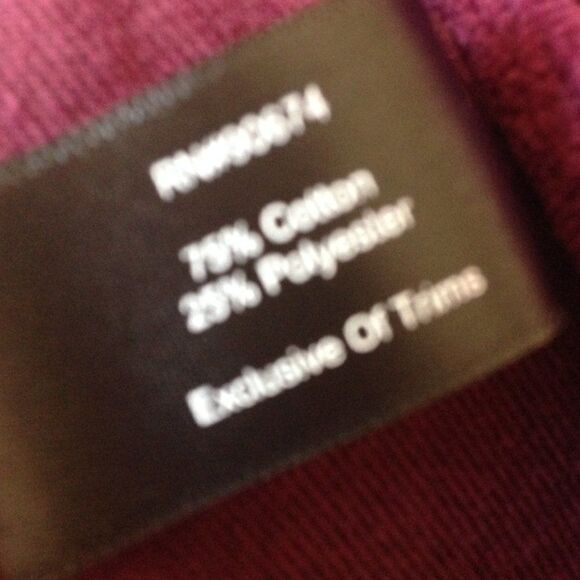 75% Cotton
25% Polyester
Exclusive Of Trims